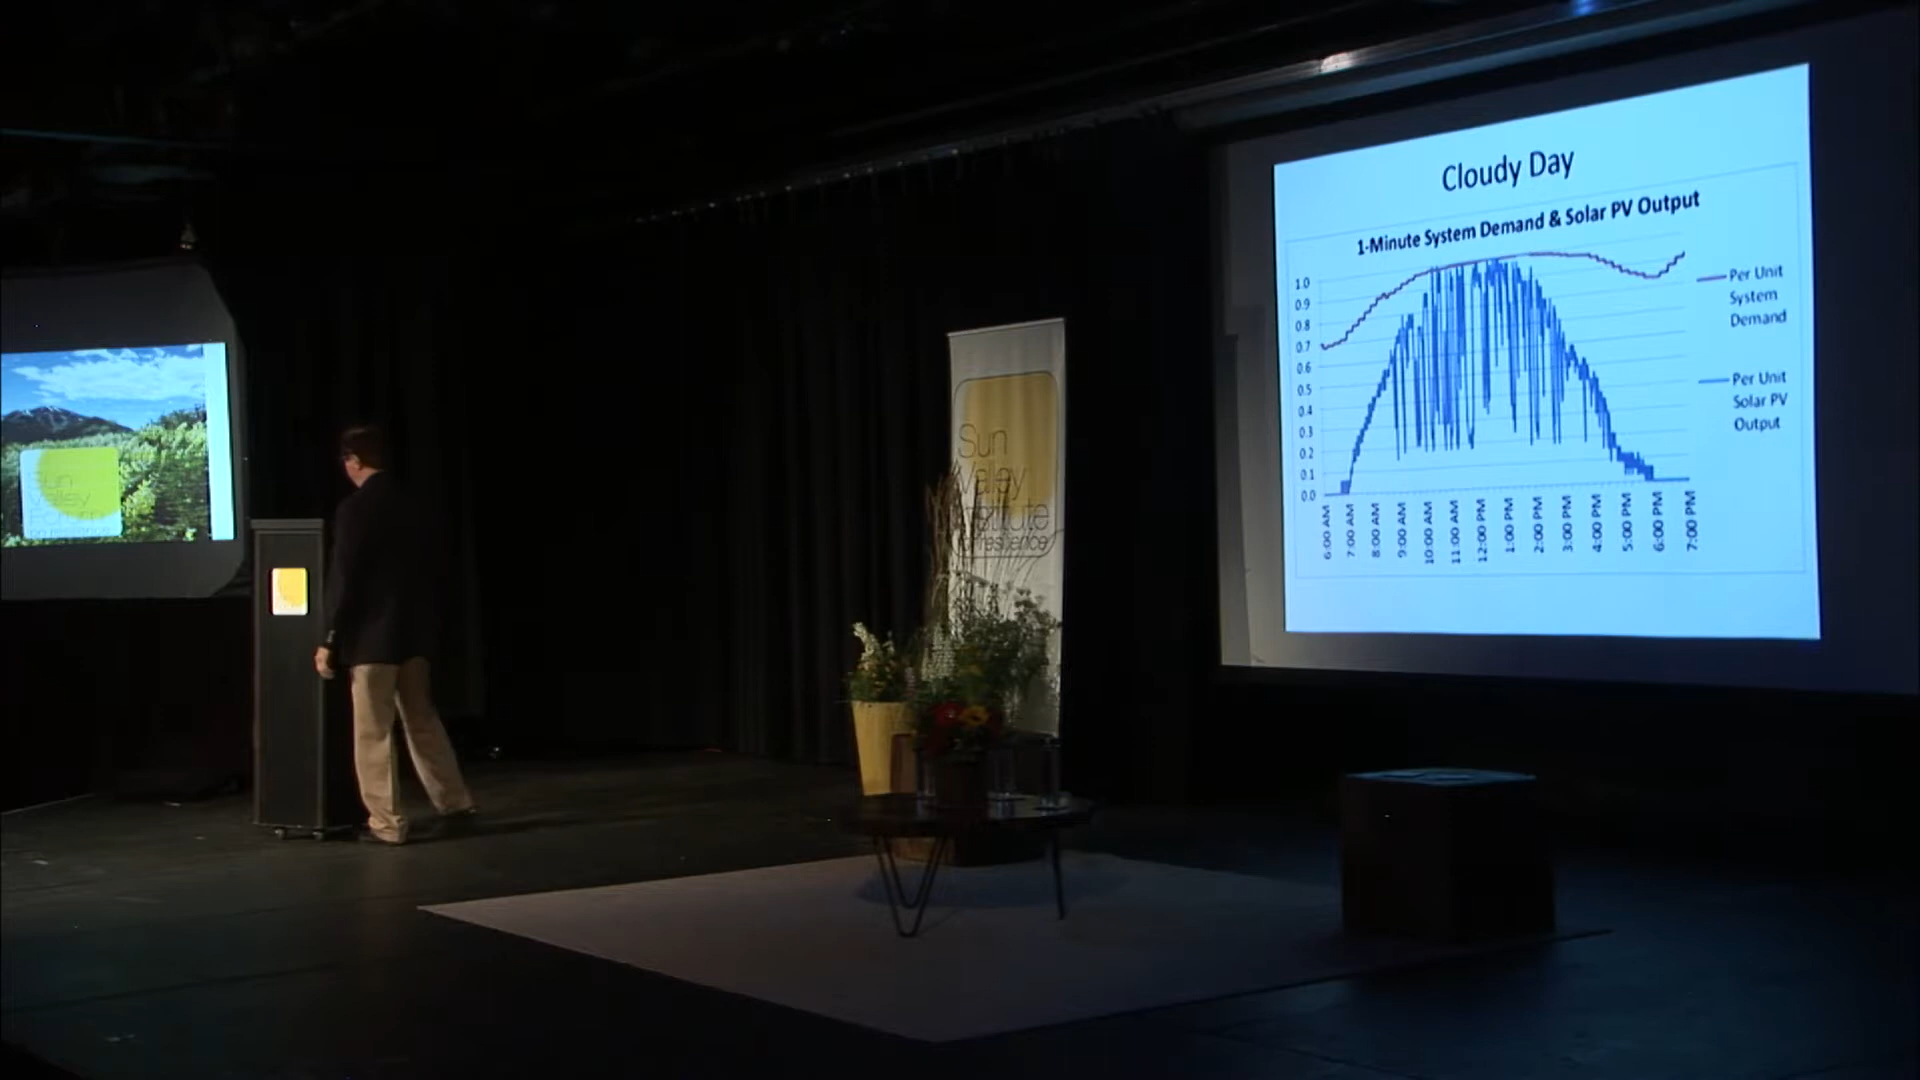 Cloudy Day
1-Minute System Demand & Solar PV Output
1.0
0.9
0.8
0.7
0.6
0.5
0.4
0.3
0.2
0.1
0.0
6:00 AM
7:00 AM
8:00 AM
9:00 AM
10:00 AM
11:00 AM
12:00 PM
1:00 PM
2:00 PM
3:00 PM
4:00 PM
5:00 PM
6:00 PM
7:00 PM
Per Unit
System
Demand
Per Unit
Solar PV
Output
Sun
Valley
Institute
for resilience
Sun
Valley